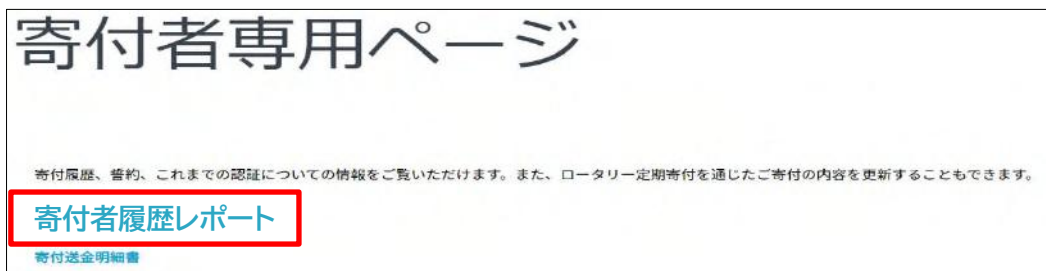 寄付者専用ページ
寄付履歴、誓約、これまでの認証についての情報をご覧いただけます。また、ロータリー定期寄付を通じたご寄付の内容を更新することもできます。
寄付者履歴レポート
寄付送金明細書